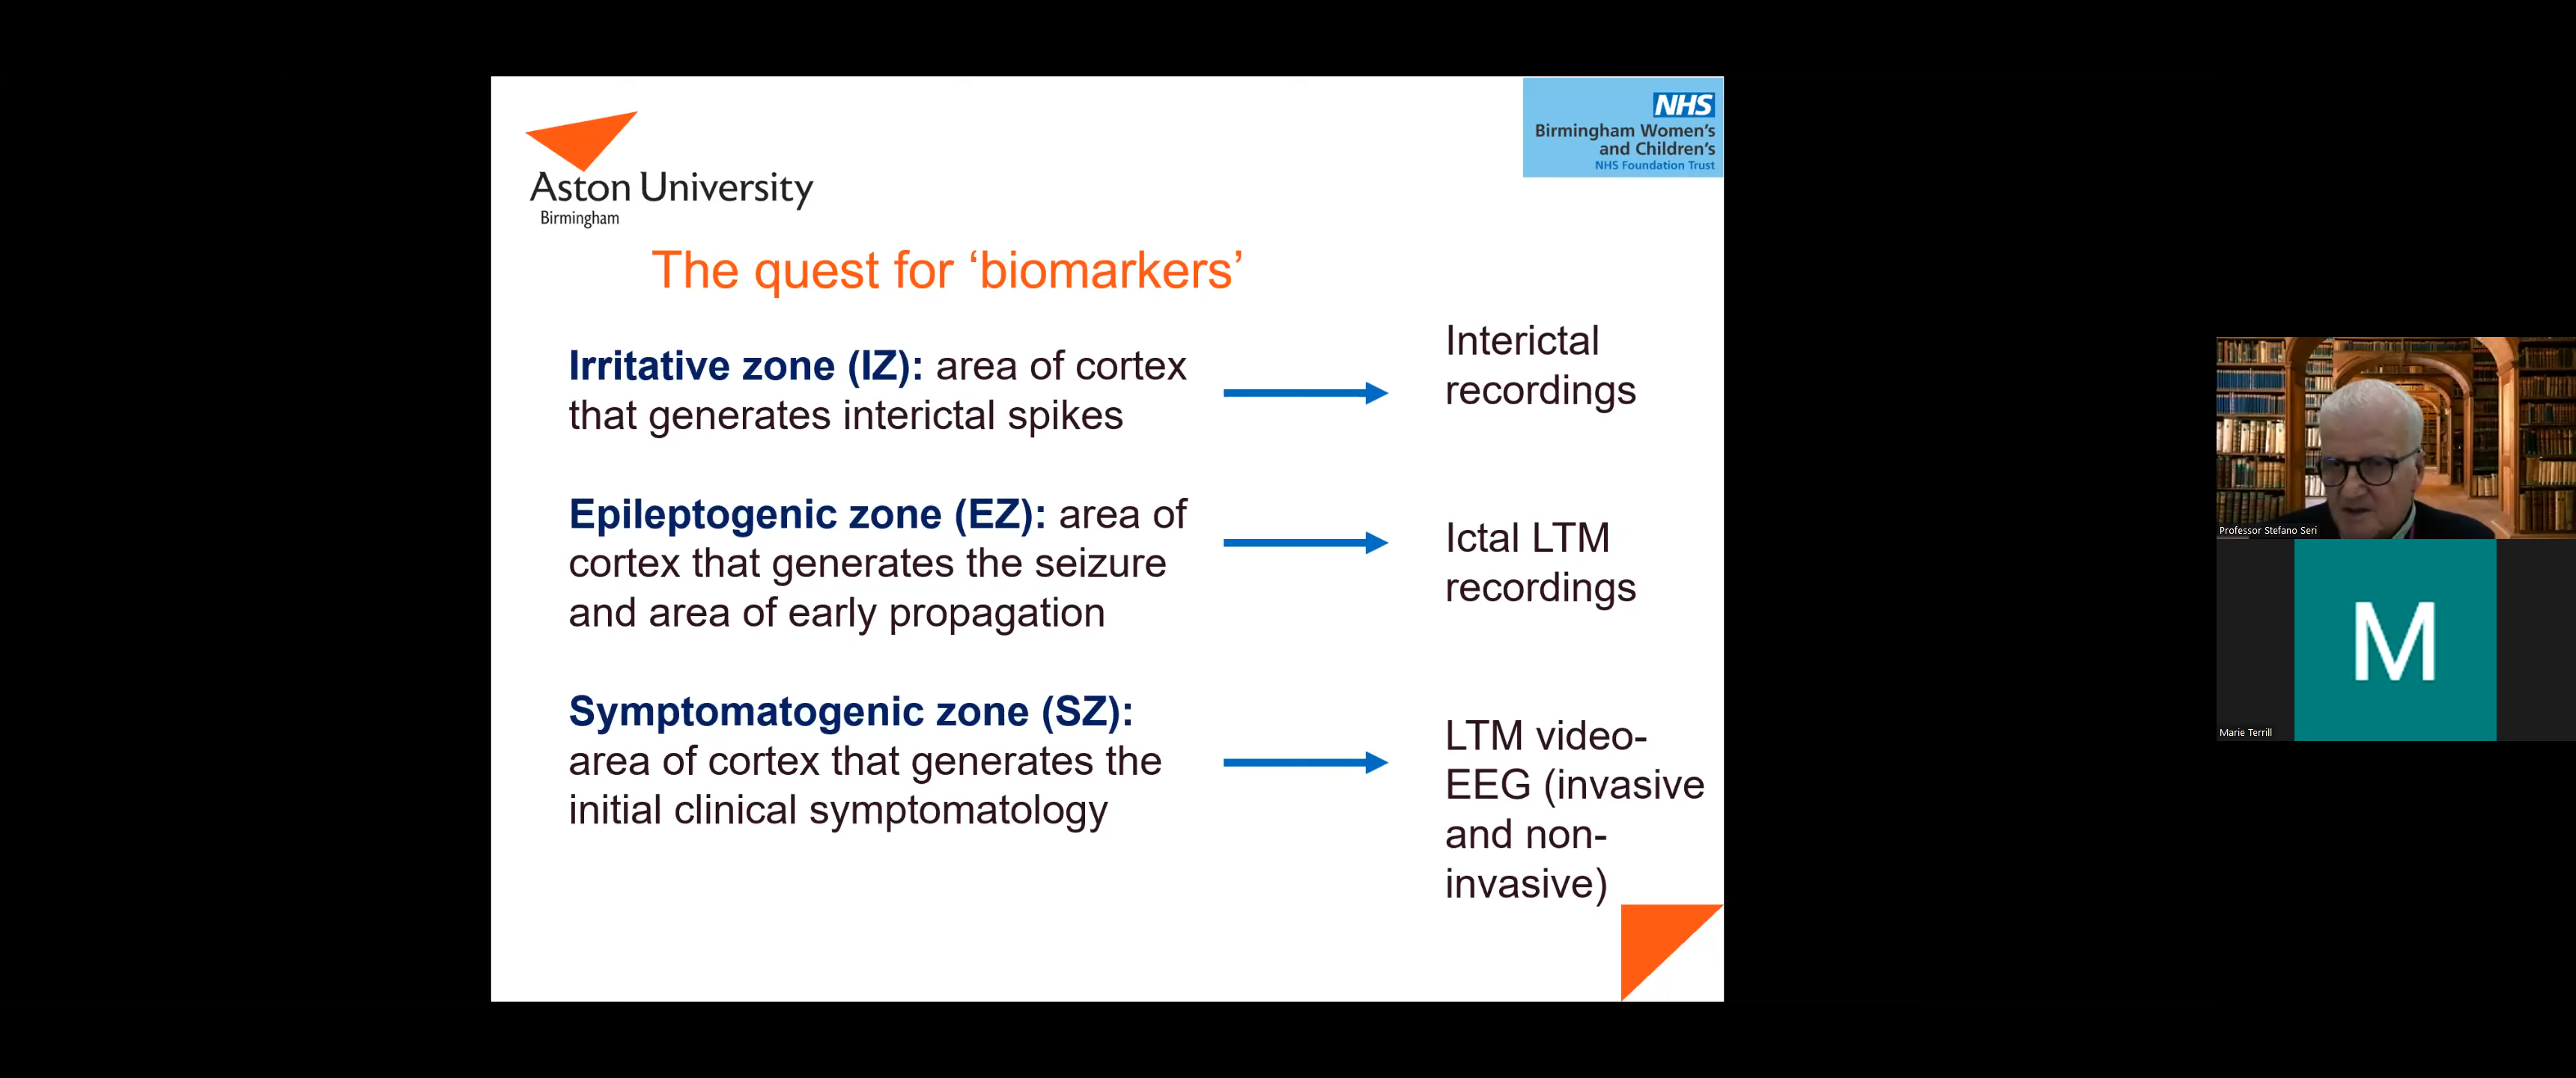 Aston University
Birmingham
NHS
Birmingham Women's
and Children's
NHS Foundation Trust
The quest for ‘biomarkers’
Irritative zone (IZ): area of cortex
that generates interictal spikes
Interictal
recordings
Epileptogenic zone (EZ): area of
cortex that generates the seizure
and area of early propagation
Ictal LTM
recordings
Symptomatogenic zone (SZ):
area of cortex that generates the
initial clinical symptomatology
LTM video-
EEG (invasive
and non-
invasive)
Professor Stefano Seri
M
Marie Terrill